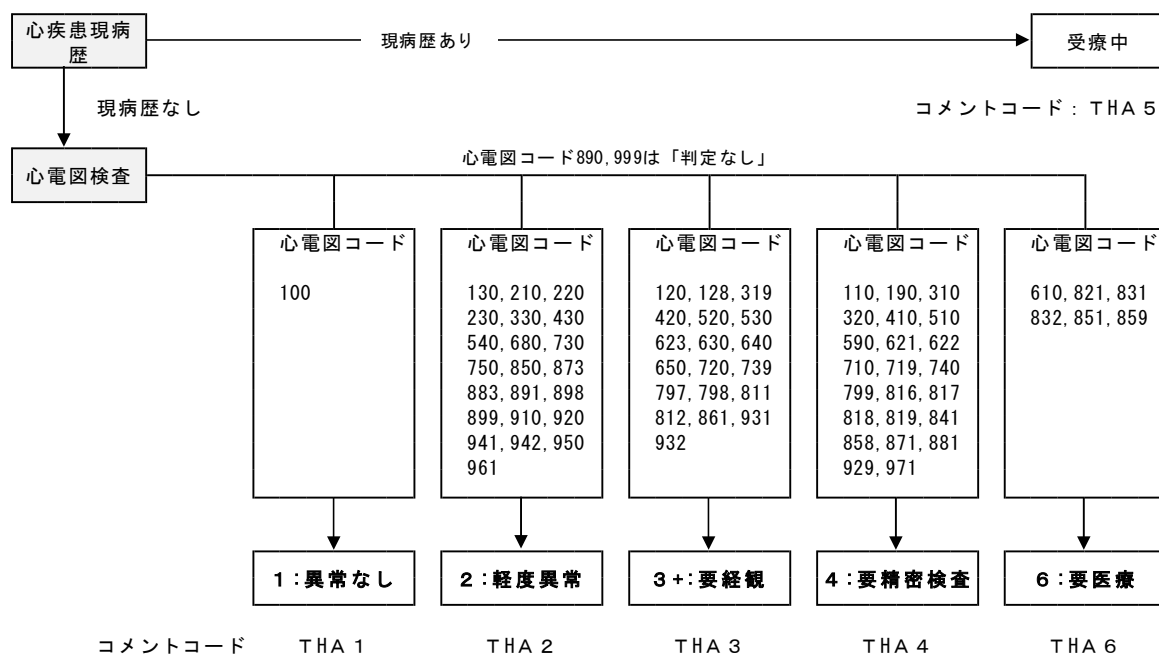 心疾患現病
歴
現病歴あり
受療中
現病歴なし
コメントコード：THA5
心電図検査
心電図コード890,999は「判定なし」
心電図コード
100
心電図コード
130,210,220
230,330,430
540,680,730
750,850,873
883,891,898
899,910,920
941,942,950
961
心電図コード
120,128,319
420,520,530
623,630,640
650,720,739
797,798,811
812,861,931
932
心電図コード
110,190,310
320,410,510
590,621,622
710,719,740
799,816,817
818,819,841
858,871,881
929,971
心電図コード
610,821,831
832,851,859
1：異常なし
2：軽度異常
3+：要経観
4：要精密検査
6：要医療
コメントコード THA1 THA2 THA3 THA4 THA6